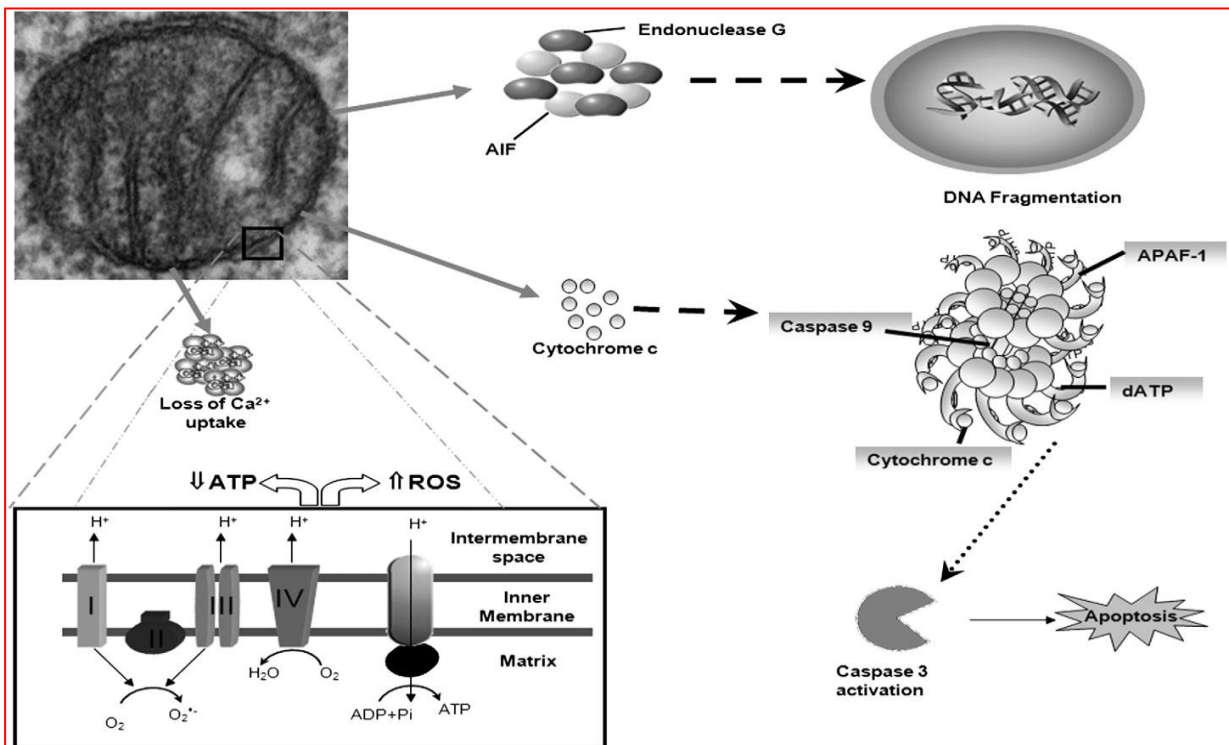 Endonuclease G
AIF
DNA Fragmentation
APAF-1
Caspase 9
Cytochrome c
dATP
Cytochrome c
Loss of Ca²⁺
uptake
⇓ATP
⇑ROS
H⁺
H⁺
H⁺
H⁺
Intermembrane
space
I
II
III
IV
Inner
Membrane
Matrix
H₂O
O₂
O₂
O₂•-
ADP+Pi
ATP
Caspase 3
activation
Apoptosis